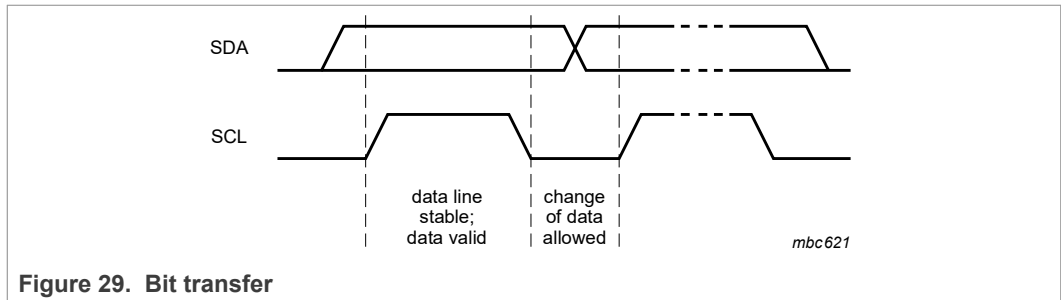 SDA
SCL
data line
stable;
data valid
change
of data
allowed
mbc621
Figure 29. Bit transfer